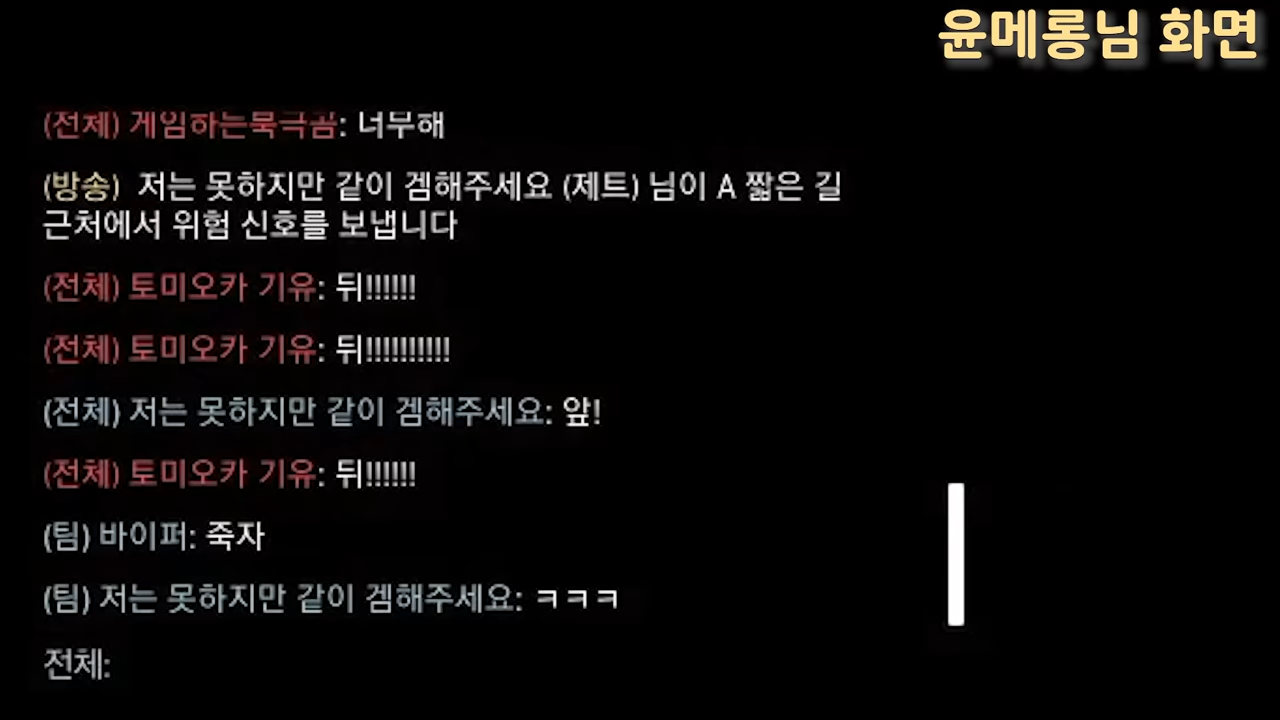 윤메롱님 화면
(전체) 게임하는묵극곰: 너무해
(방송) 저는 못하지만 같이 겜해주세요 (제트) 님이 A 짧은 길
근처에서 위험 신호를 보냅니다
(전체) 토미오카 기유: 뒤!!!!!!
(전체) 토미오카 기유: 뒤!!!!!!!!!!
(전체) 저는 못하지만 같이 겜해주세요: 앞!
(전체) 토미오카 기유: 뒤!!!!!!
(팀) 바이퍼: 죽자
(팀) 저는 못하지만 같이 겜해주세요: ㅋㅋㅋ
전체: